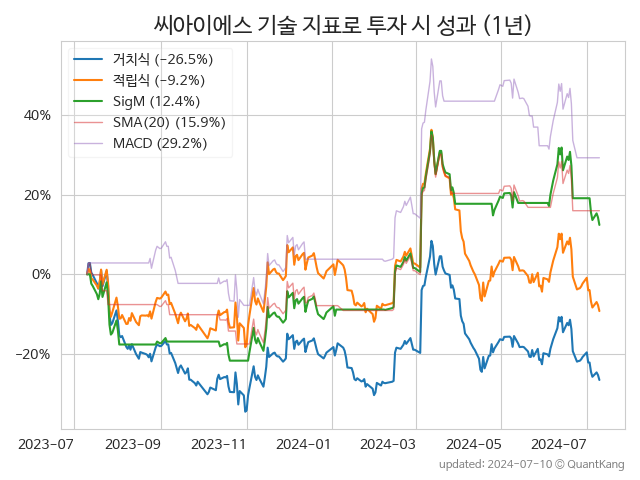 씨아이에스 기술 지표로 투자 시 성과 (1년)
거치식 (−26.5%)
적립식 (−9.2%)
SigM (12.4%)
SMA(20) (15.9%)
MACD (29.2%)
40%
20%
0%
−20%
2023-07 2023-09 2023-11 2024-01 2024-03 2024-05 2024-07
updated: 2024-07-10 © QuantKang